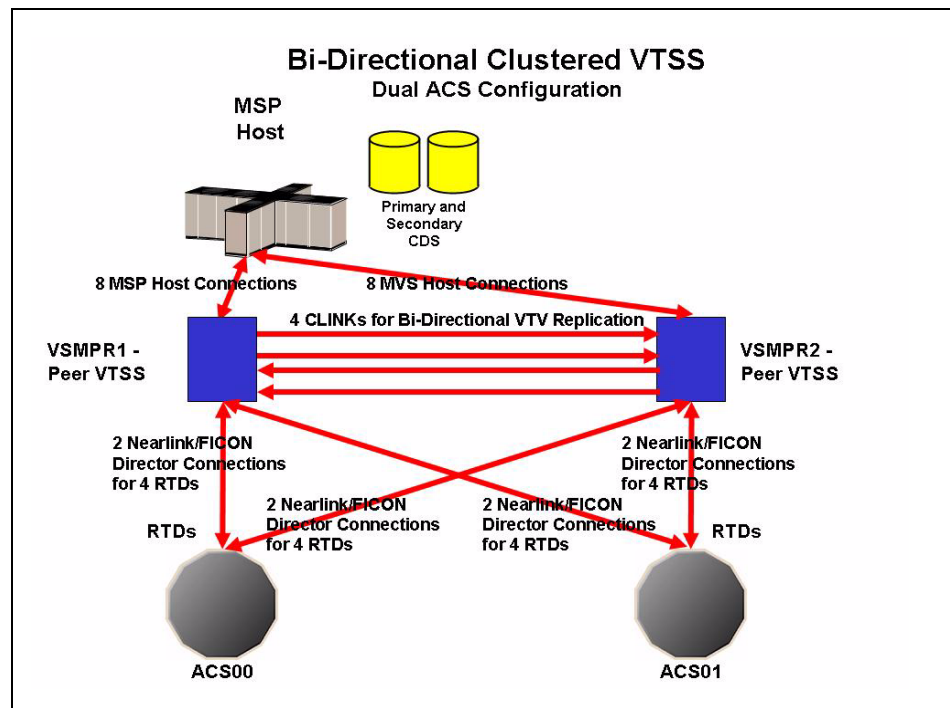 Bi-Directional Clustered VTSS
Dual ACS Configuration
MSP
Host
Primary and
Secondary
CDS
8 MSP Host Connections
8 MVS Host Connections
4 CLINKs for Bi-Directional VTV Replication
VSMPR1 -
Peer VTSS
VSMPR2 -
Peer VTSS
2 Nearlink/FICON
Director Connections
for 4 RTDs
2 Nearlink/FICON
Director Connections
for 4 RTDs
2 Nearlink/FICON
Director Connections
for 4 RTDs
2 Nearlink/FICON
Director Connections
for 4 RTDs
RTDs
RTDs
ACS00
ACS01